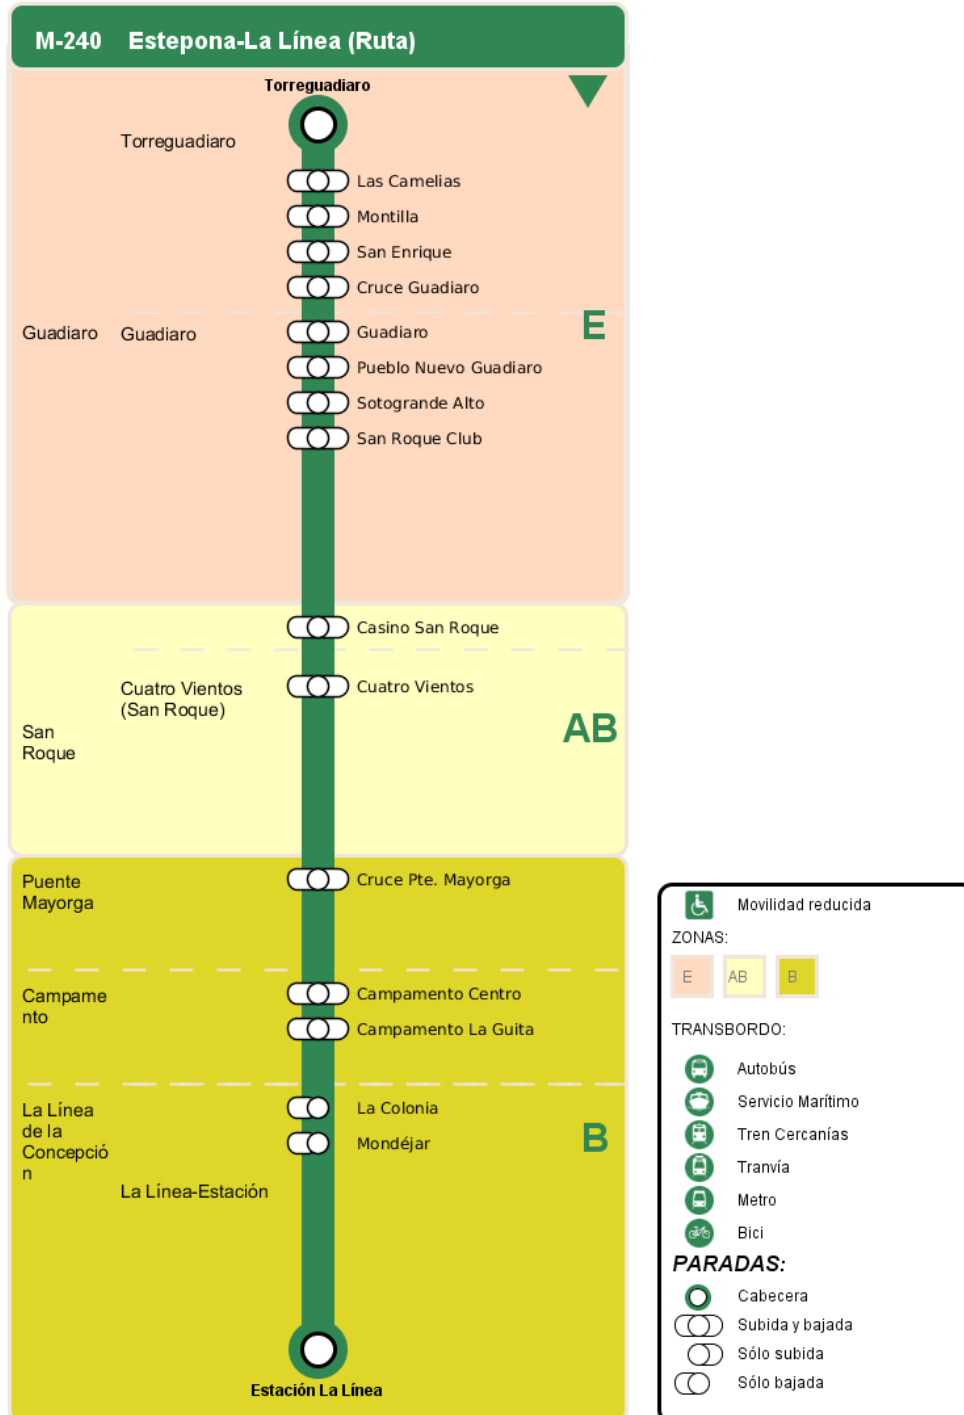 M-240 Estepona-La Línea (Ruta)
Torreguadiaro
Torreguadiaro
Las Camelias
Montilla
San Enrique
Cruce Guadiaro
Guadiaro
Guadiaro
Guadiaro
E
Pueblo Nuevo Guadiaro
Sotogrande Alto
San Roque Club
Casino San Roque
Cuatro Vientos
(San Roque)
Cuatro Vientos
San
Roque
AB
Puente
Mayorga
Cruce Pte. Mayorga
Campame
nto
Campamento Centro
Campamento La Guita
La Línea
de la
Concepció
n
La Colonia
Mondéjar
B
La Línea-Estación
Estación La Línea
Movilidad reducida
ZONAS:
E
AB
B
TRANSBORDO:
Autobús
Servicio Marítimo
Tren Cercanías
Tranvía
Metro
Bici
PARADAS:
Cabecera
Subida y bajada
Sólo subida
Sólo bajada